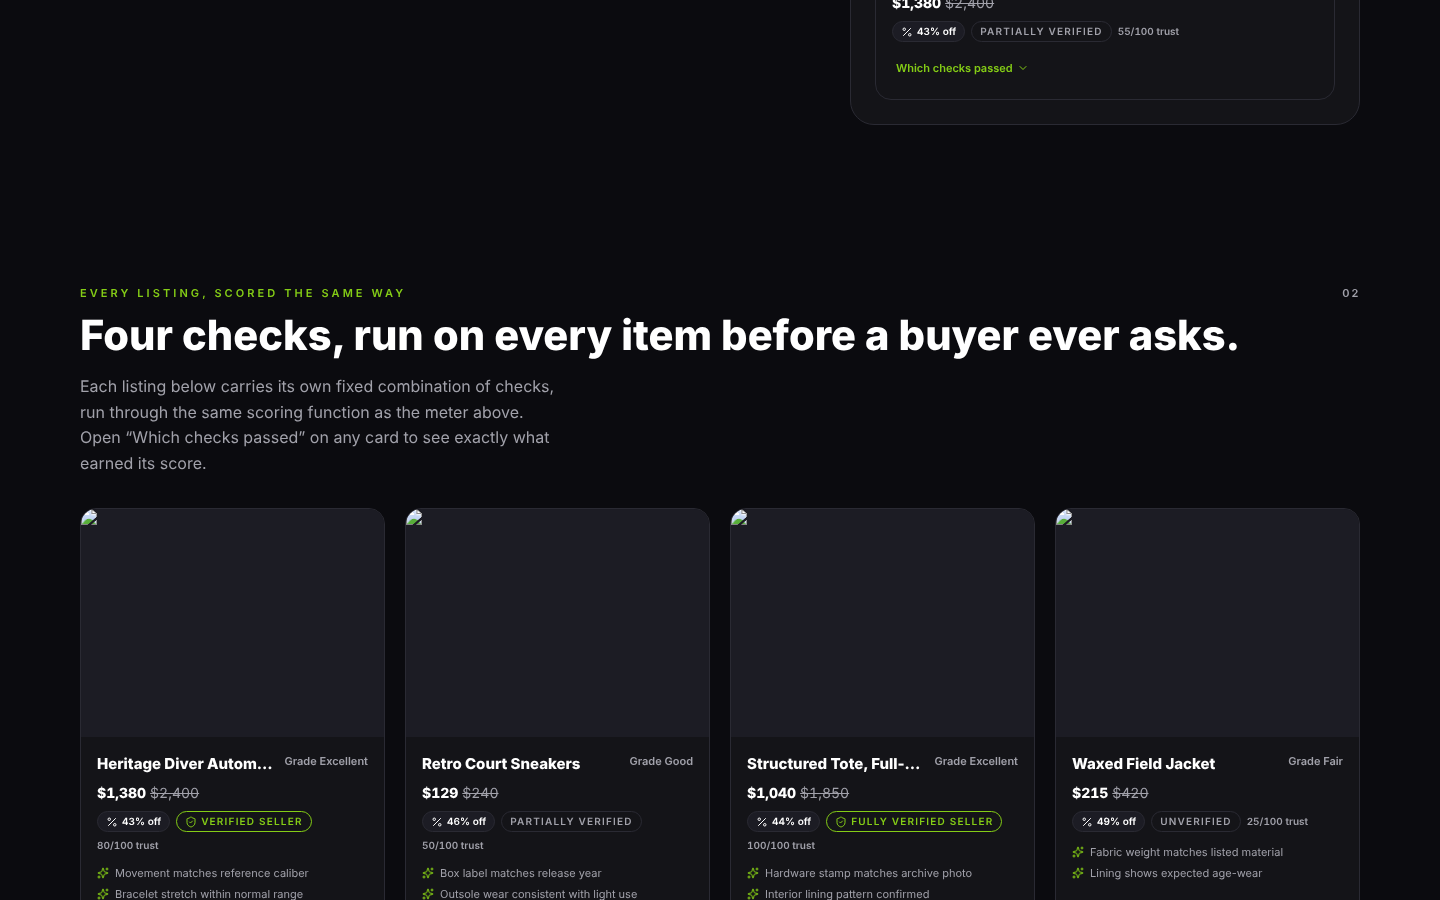 $1,380 $2,400
43% off PARTIALLY VERIFIED 55/100 trust
Which checks passed
EVERY LISTING, SCORED THE SAME WAY
02
Four checks, run on every item before a buyer ever asks.
Each listing below carries its own fixed combination of checks,
run through the same scoring function as the meter above.
Open “Which checks passed” on any card to see exactly what
earned its score.
Heritage Diver Autom... Grade Excellent
$1,380 $2,400
43% off VERIFIED SELLER
80/100 trust
Movement matches reference caliber
Bracelet stretch within normal range
Retro Court Sneakers Grade Good
$129 $240
46% off PARTIALLY VERIFIED
50/100 trust
Box label matches release year
Outsole wear consistent with light use
Structured Tote, Full-... Grade Excellent
$1,040 $1,850
44% off FULLY VERIFIED SELLER
100/100 trust
Hardware stamp matches archive photo
Interior lining pattern confirmed
Waxed Field Jacket Grade Fair
$215 $420
49% off UNVERIFIED 25/100 trust
Fabric weight matches listed material
Lining shows expected age-wear